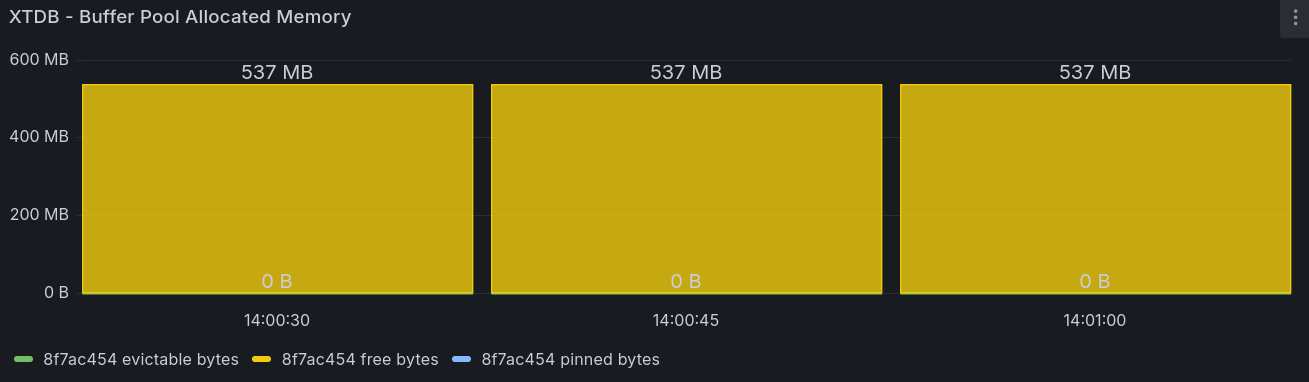 XTDB - Buffer Pool Allocated Memory
600 MB
537 MB 537 MB 537 MB
400 MB
200 MB
0 B 0 B 0 B
0 B
14:00:30 14:00:45 14:01:00
8f7ac454 evictable bytes 8f7ac454 free bytes 8f7ac454 pinned bytes